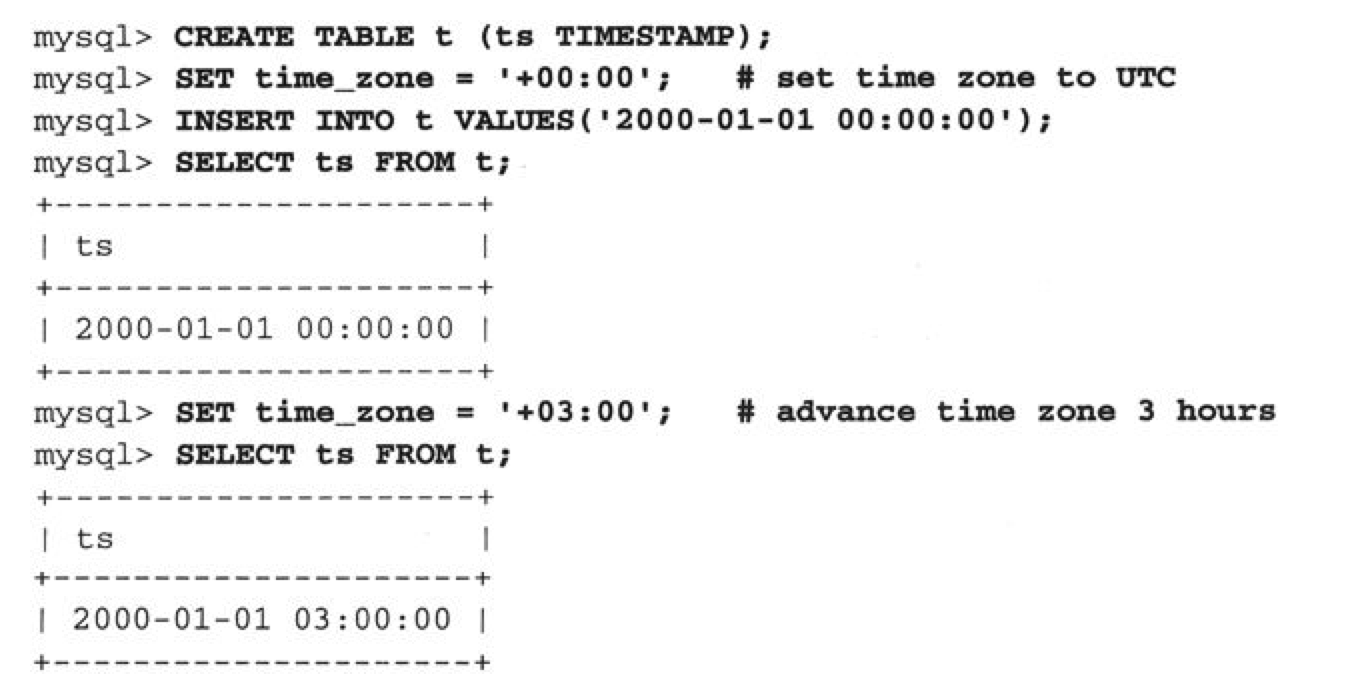 mysql> CREATE TABLE t (ts TIMESTAMP);
mysql> SET time_zone = '+00:00';   # set time zone to UTC
mysql> INSERT INTO t VALUES('2000-01-01 00:00:00');
mysql> SELECT ts FROM t;
+---------------------+
| ts                  |
+---------------------+
| 2000-01-01 00:00:00 |
+---------------------+
mysql> SET time_zone = '+03:00';   # advance time zone 3 hours
mysql> SELECT ts FROM t;
+---------------------+
| ts                  |
+---------------------+
| 2000-01-01 03:00:00 |
+---------------------+